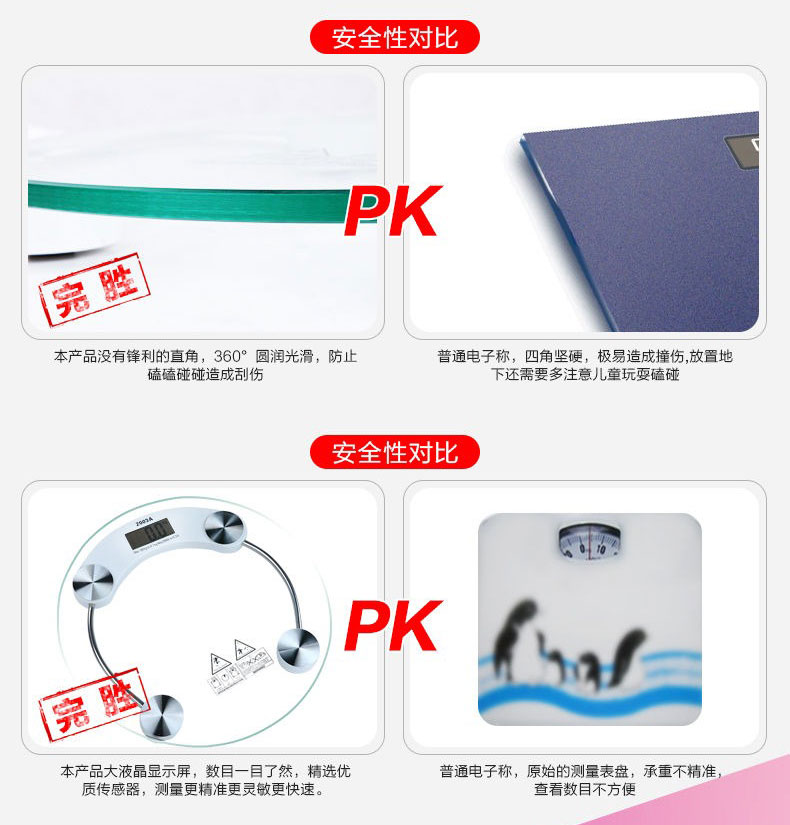 安全性对比
PK
完胜
本产品没有锋利的直角，360°圆润光滑，防止
磕磕碰碰造成刮伤
普通电子称，四角坚硬，极易造成撞伤,放置地
下还需要多注意儿童玩耍磕碰
安全性对比
2003A
0 10
PK
完胜
本产品大液晶显示屏，数目一目了然，精选优
质传感器，测量更精准更灵敏更快速。
普通电子称，原始的测量表盘，承重不精准，
查看数目不方便